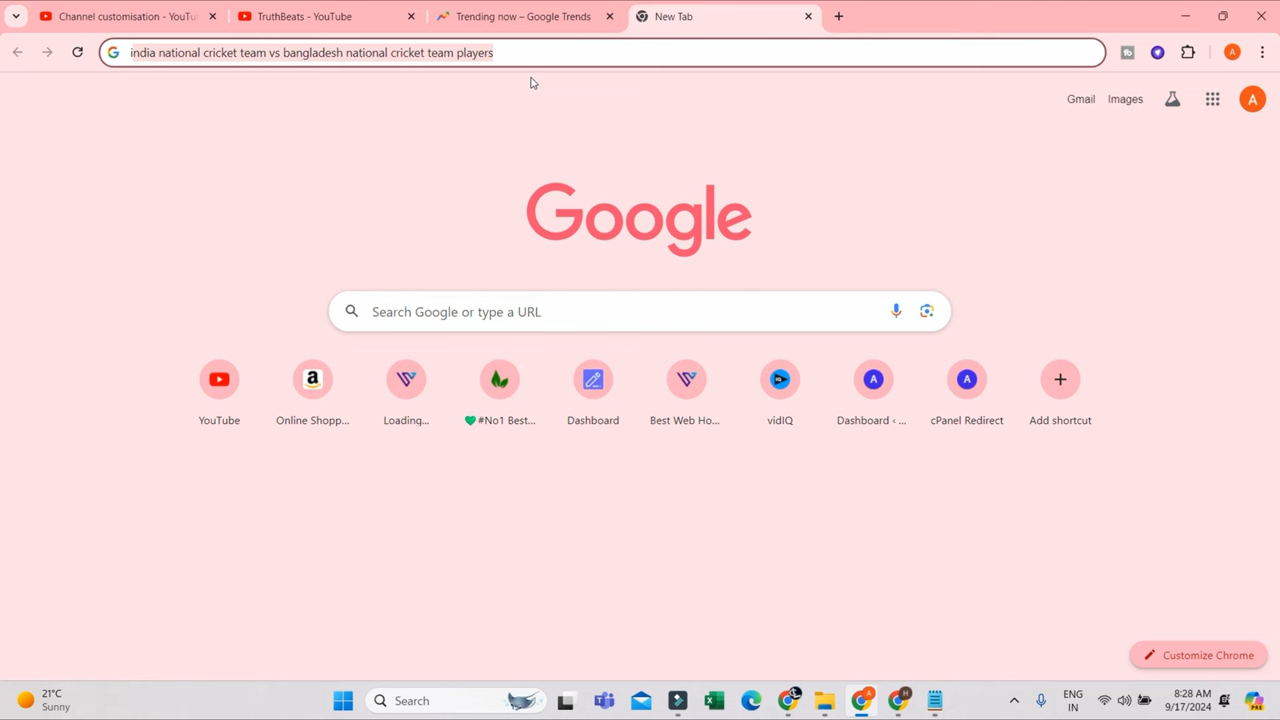 Channel customisation - YouTu
TruthBeats - YouTube
Trending now – Google Trends
New Tab
india national cricket team vs bangladesh national cricket team players
A
Gmail
Images
A
Google
Search Google or type a URL
YouTube
Online Shopp...
Loading...
💚 #No1 Best...
Dashboard
Best Web Ho...
vidIQ
Dashboard ‹ ...
cPanel Redirect
Add shortcut
Customize Chrome
21°C
Sunny
Search
ENG
IN
8:28 AM
9/17/2024